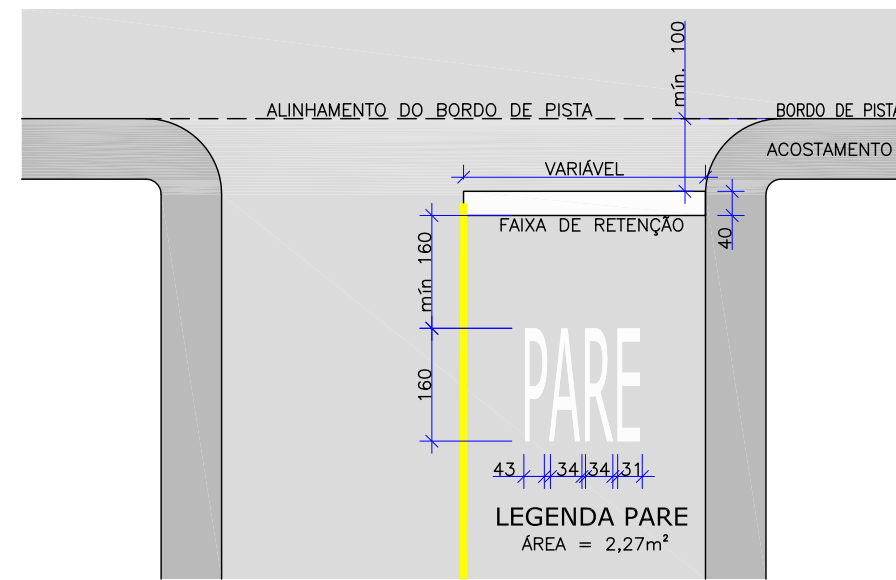 mín. 100
ALINHAMENTO DO BORDO DE PISTA
BORDO DE PISTA
ACOSTAMENTO
VARIÁVEL
FAIXA DE RETENÇÃO
40
mín 160
160
PARE
43 34 34 31
LEGENDA PARE
ÁREA = 2,27m²